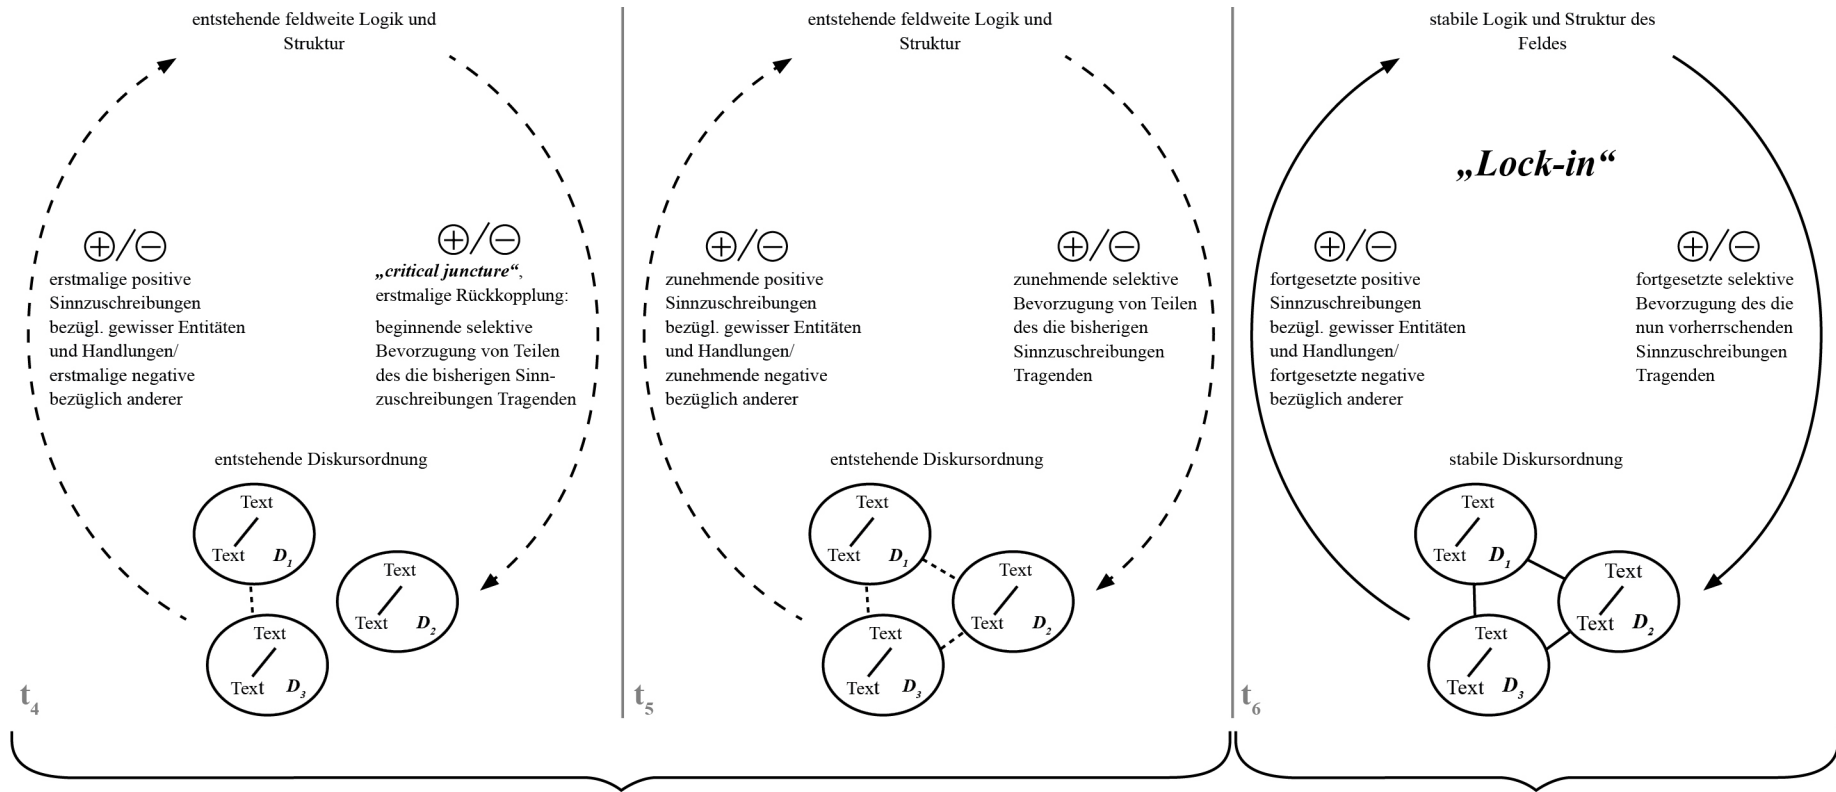 entstehende feldweite Logik und
Struktur
⊕/⊖
erstmalige positive
Sinnzuschreibungen
bezügl. gewisser Entitäten
und Handlungen/
erstmalige negative
bezüglich anderer
⊕/⊖
„critical juncture“,
erstmalige Rückkopplung:
beginnende selektive
Bevorzugung von Teilen
des die bisherigen Sinn-
zuschreibungen Tragenden
entstehende Diskursordnung
Text
Text D1
Text
Text D2
Text
Text D3
t4
entstehende feldweite Logik und
Struktur
⊕/⊖
zunehmende positive
Sinnzuschreibungen
bezügl. gewisser Entitäten
und Handlungen/
zunehmende negative
bezüglich anderer
⊕/⊖
zunehmende selektive
Bevorzugung von Teilen
des die bisherigen
Sinnzuschreibungen
Tragenden
entstehende Diskursordnung
Text
Text D1
Text
Text D2
Text
Text D3
t5
stabile Logik und Struktur des
Feldes
„Lock-in“
⊕/⊖
fortgesetzte positive
Sinnzuschreibungen
bezügl. gewisser Entitäten
und Handlungen/
fortgesetzte negative
bezüglich anderer
⊕/⊖
fortgesetzte selektive
Bevorzugung des die
nun vorherrschenden
Sinnzuschreibungen
Tragenden
stabile Diskursordnung
Text
Text D1
Text
Text D2
Text
Text D3
t6